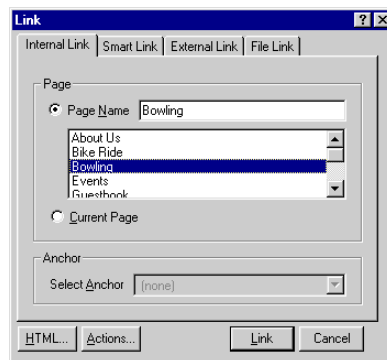 Link
Internal Link Smart Link External Link File Link
Page
Page Name Bowling
About Us
Bike Ride
Bowling
Events
Guestbook
Current Page
Anchor
Select Anchor (none)
HTML... Actions... Link Cancel